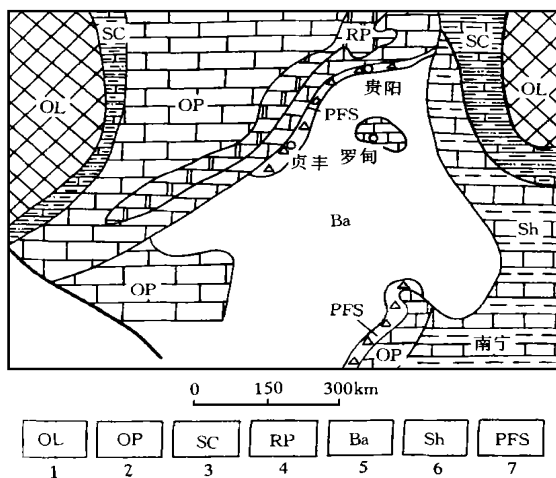 SC
RP
SC
OL
OP
贵阳
OL
PFS
贞丰
罗甸
Ba
Sh
OP
PFS
OP
南宁
0 150 300km
OL OP SC RP Ba Sh PFS
1 2 3 4 5 6 7